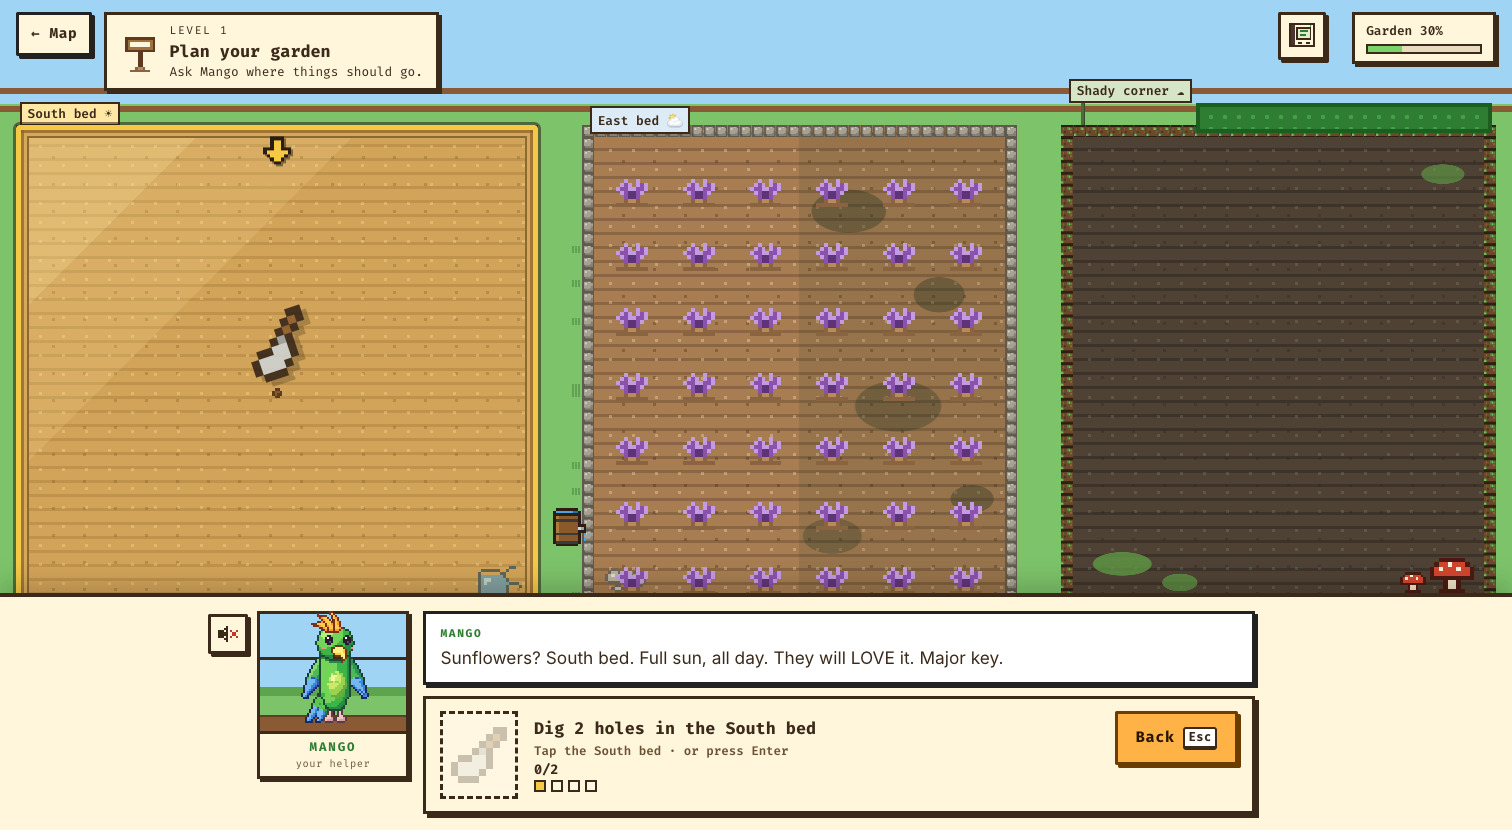 ← Map
LEVEL 1
Plan your garden
Ask Mango where things should go.
Garden 30%
Shady corner ☁
South bed ☀
East bed ⛅
MANGO
Sunflowers? South bed. Full sun, all day. They will LOVE it. Major key.
MANGO
your helper
Dig 2 holes in the South bed
Tap the South bed · or press Enter
0/2
Back Esc